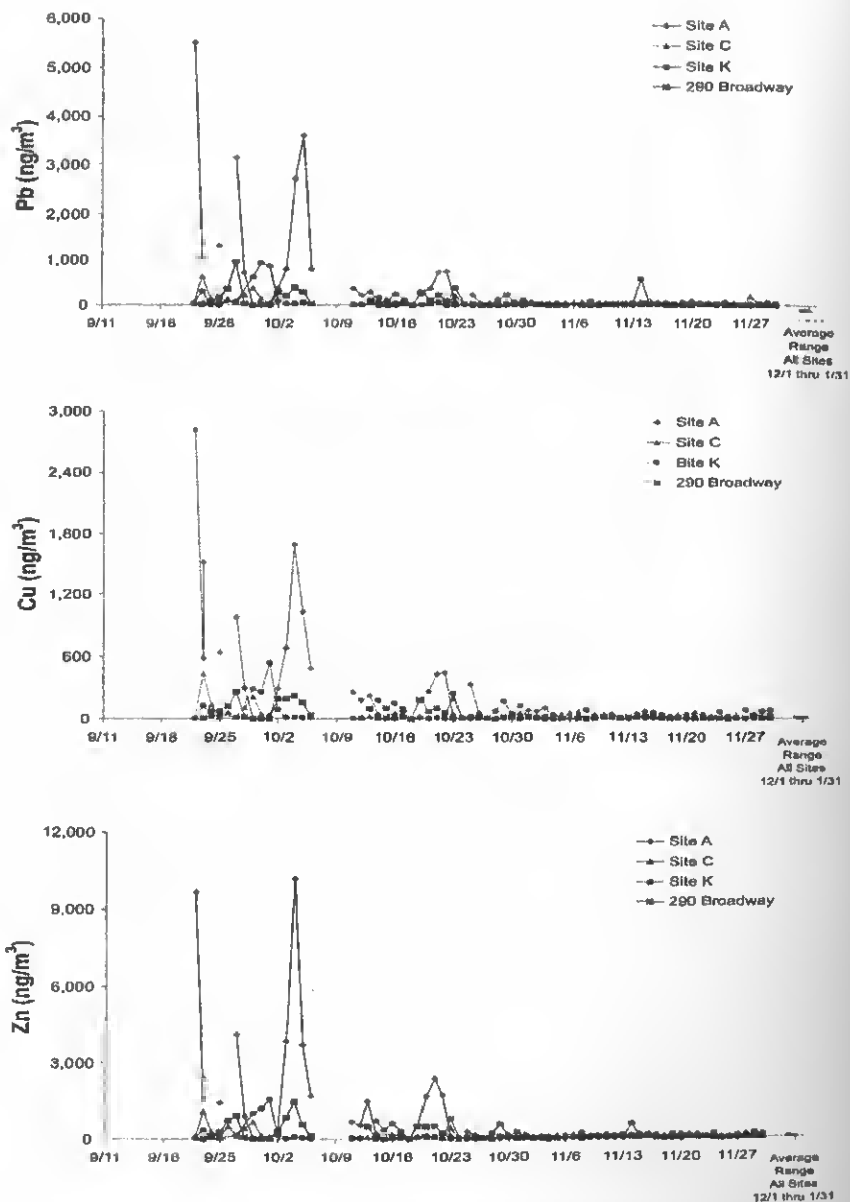 6,000
5,000
4,000
3,000
2,000
1,000
0
Pb (ng/m³)
Site A
Site C
Site K
290 Broadway
9/11 9/18 9/25 10/2 10/9 10/16 10/23 10/30 11/6 11/13 11/20 11/27
Average
Range
All Sites
12/1 thru 1/31
3,000
2,400
1,800
1,200
600
0
Cu (ng/m³)
Site A
Site C
Site K
290 Broadway
9/11 9/18 9/25 10/2 10/9 10/16 10/23 10/30 11/6 11/13 11/20 11/27
Average
Range
All Sites
12/1 thru 1/31
12,000
9,000
6,000
3,000
0
Zn (ng/m³)
Site A
Site C
Site K
290 Broadway
9/11 9/18 9/25 10/2 10/9 10/16 10/23 10/30 11/6 11/13 11/20 11/27
Average
Range
All Sites
12/1 thru 1/31